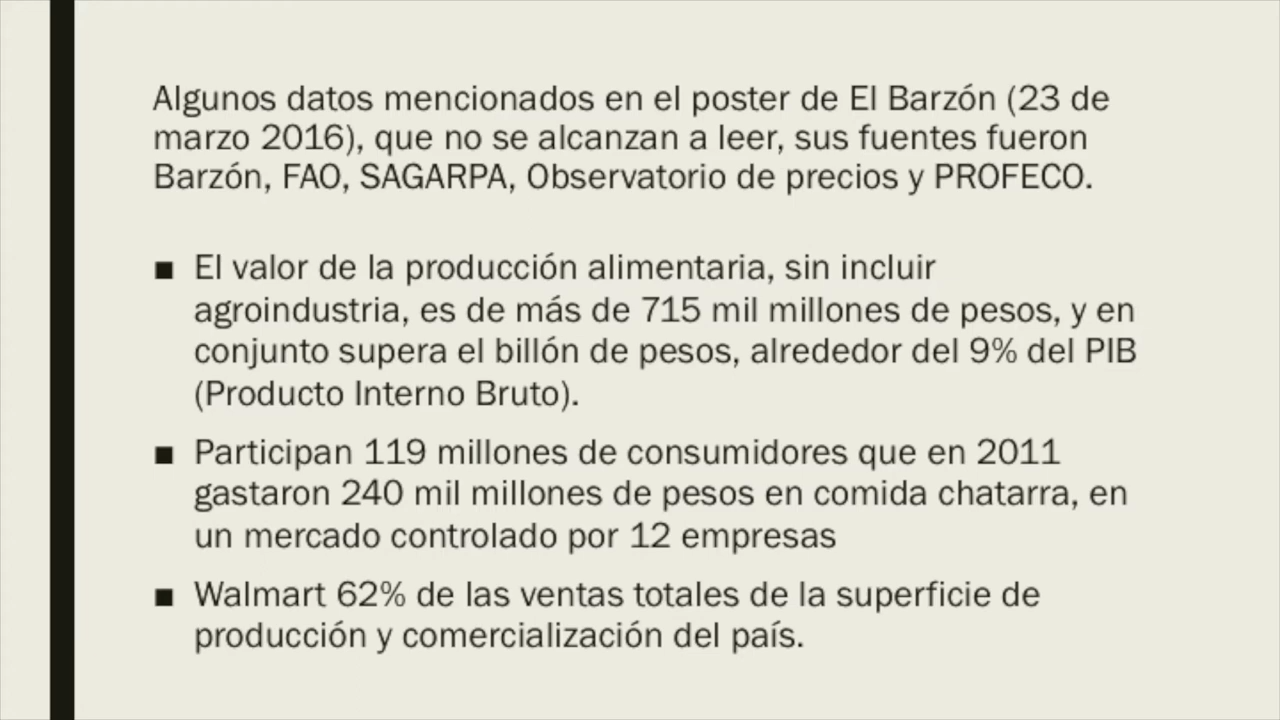 Algunos datos mencionados en el poster de El Barzón (23 de
marzo 2016), que no se alcanzan a leer, sus fuentes fueron
Barzón, FAO, SAGARPA, Observatorio de precios y PROFECO.
■ El valor de la producción alimentaria, sin incluir
agroindustria, es de más de 715 mil millones de pesos, y en
conjunto supera el billón de pesos, alrededor del 9% del PIB
(Producto Interno Bruto).
■ Participan 119 millones de consumidores que en 2011
gastaron 240 mil millones de pesos en comida chatarra, en
un mercado controlado por 12 empresas
■ Walmart 62% de las ventas totales de la superficie de
producción y comercialización del país.